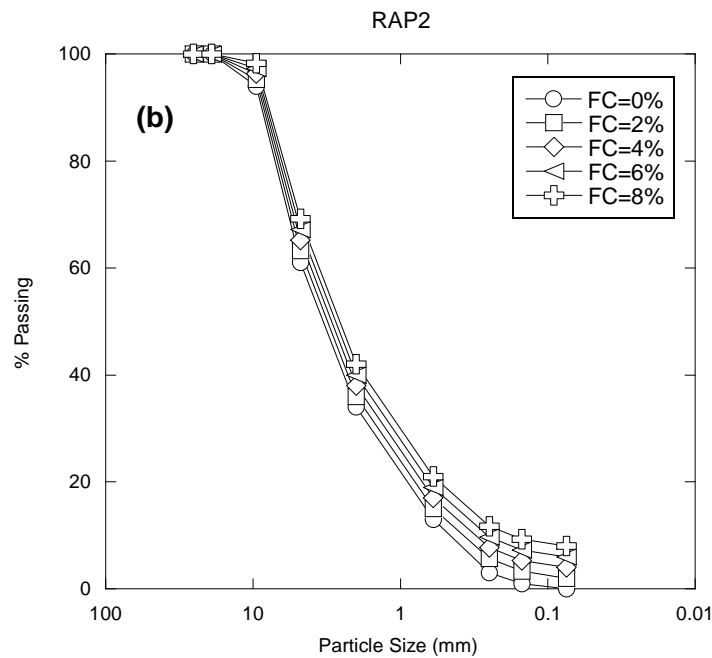 RAP2
(b)
FC=0%
FC=2%
FC=4%
FC=6%
FC=8%
% Passing
100
80
60
40
20
0
100
10
1
0.1
0.01
Particle Size (mm)